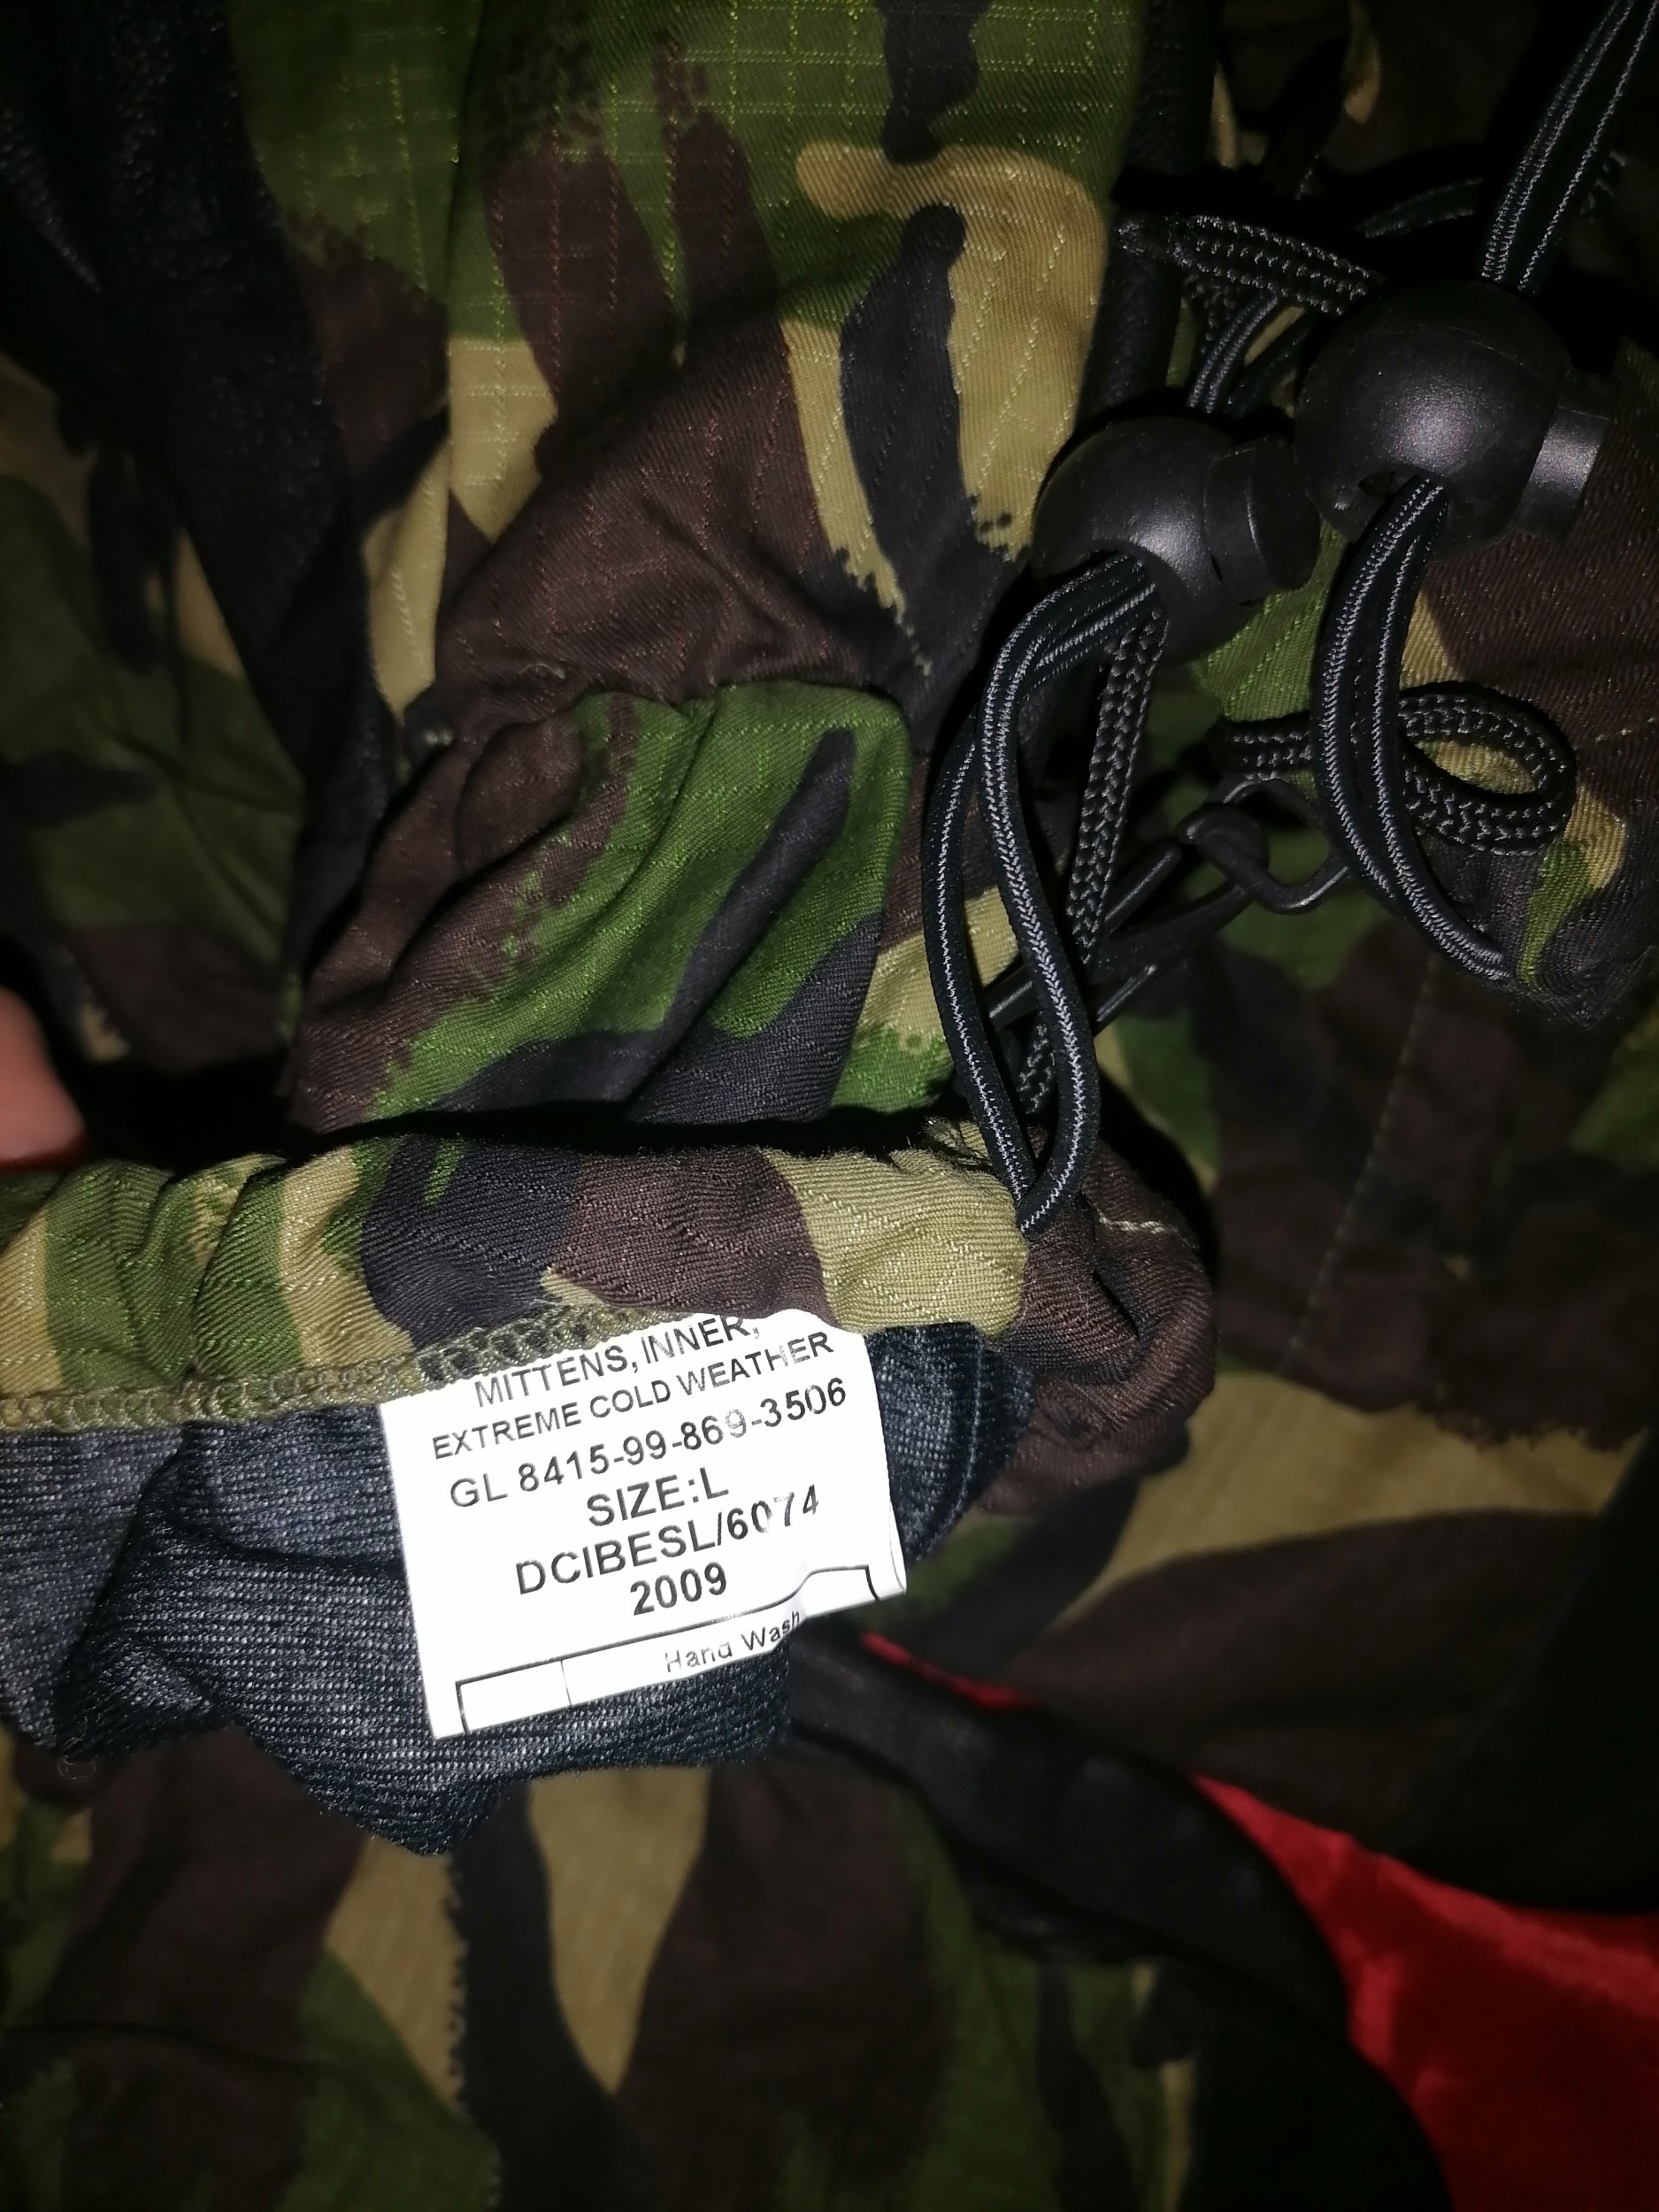 MITTENS, INNER,
EXTREME COLD WEATHER
GL 8415-99-869-3506
SIZE:L
DCIBESL/6074
2009
Hand Wash